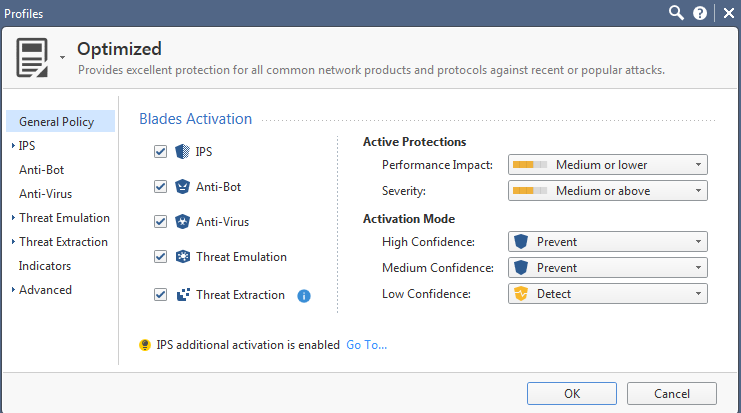 Profiles
Optimized
Provides excellent protection for all common network products and protocols against recent or popular attacks.
General Policy
IPS
Anti-Bot
Anti-Virus
Threat Emulation
Threat Extraction
Indicators
Advanced
Blades Activation
IPS
Anti-Bot
Anti-Virus
Threat Emulation
Threat Extraction
Active Protections
Performance Impact: Medium or lower
Severity: Medium or above
Activation Mode
High Confidence: Prevent
Medium Confidence: Prevent
Low Confidence: Detect
IPS additional activation is enabled Go To...
OK Cancel